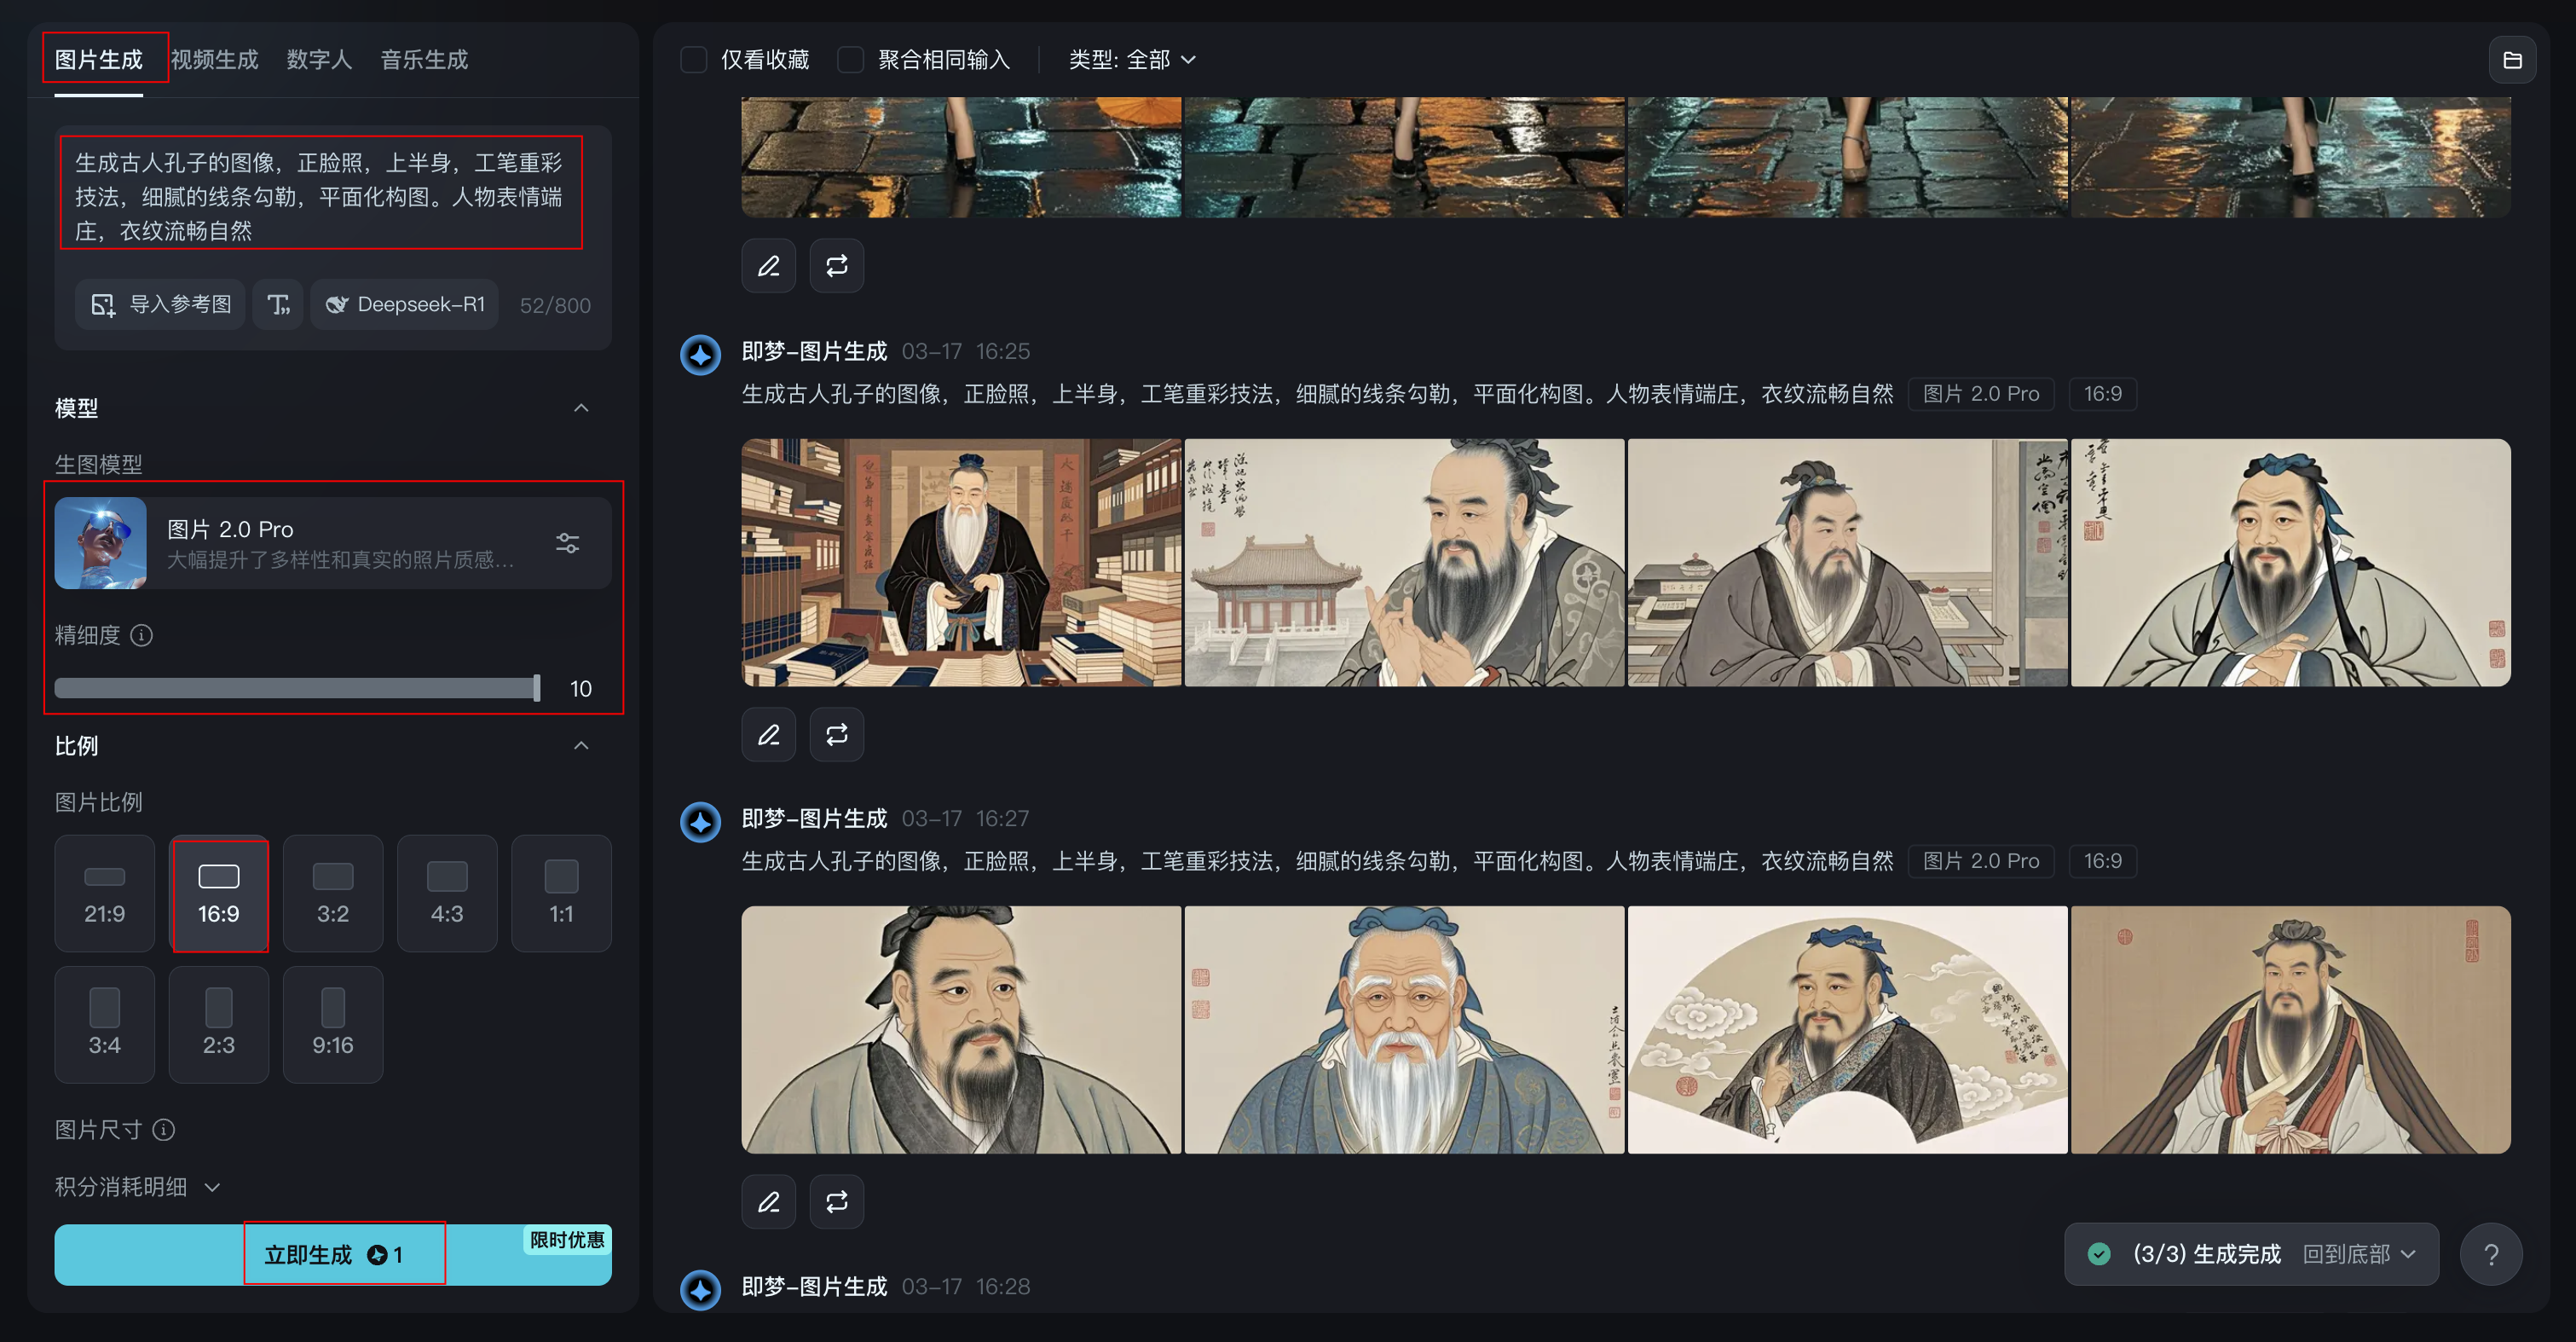 图片生成
视频生成
数字人
音乐生成
生成古人孔子的图像，正脸照，上半身，工笔重彩
技法，细腻的线条勾勒，平面化构图。人物表情端
庄，衣纹流畅自然
导入参考图
T
Deepseek-R1
52/800
模型
生图模型
图片 2.0 Pro
大幅提升了多样性和真实的照片质感...
精细度
10
比例
图片比例
21:9
16:9
3:2
4:3
1:1
3:4
2:3
9:16
图片尺寸
积分消耗明细
限时优惠
立即生成 1
仅看收藏
聚合相同输入
类型: 全部
即梦-图片生成 03-17 16:25
生成古人孔子的图像，正脸照，上半身，工笔重彩技法，细腻的线条勾勒，平面化构图。人物表情端庄，衣纹流畅自然 图片 2.0 Pro 16:9
即梦-图片生成 03-17 16:27
生成古人孔子的图像，正脸照，上半身，工笔重彩技法，细腻的线条勾勒，平面化构图。人物表情端庄，衣纹流畅自然 图片 2.0 Pro 16:9
即梦-图片生成 03-17 16:28
(3/3) 生成完成 回到底部
?